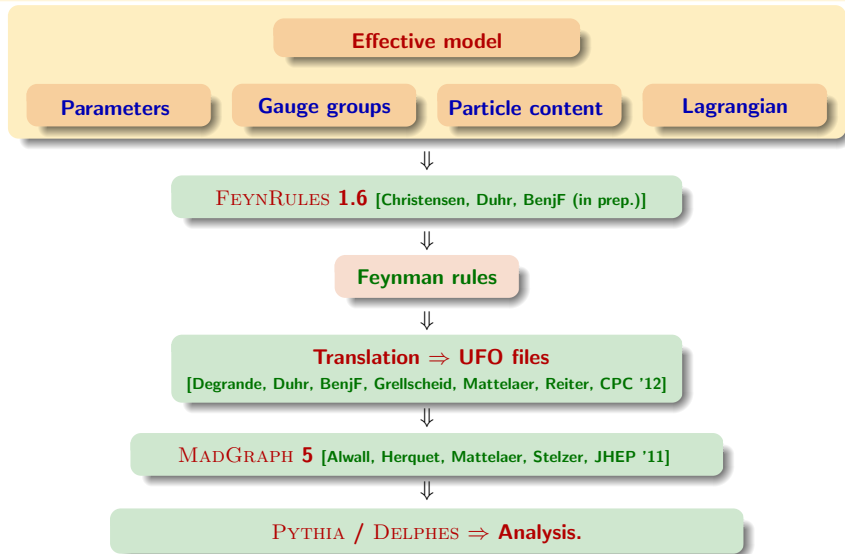 Effective model
Parameters
Gauge groups
Particle content
Lagrangian
⇓
FEYNRULES 1.6 [Christensen, Duhr, BenjF (in prep.)]
⇓
Feynman rules
⇓
Translation ⇒ UFO files
[Degrande, Duhr, BenjF, Grellscheid, Mattelaer, Reiter, CPC '12]
⇓
MADGRAPH 5 [Alwall, Herquet, Mattelaer, Stelzer, JHEP '11]
⇓
PYTHIA / DELPHES ⇒ Analysis.